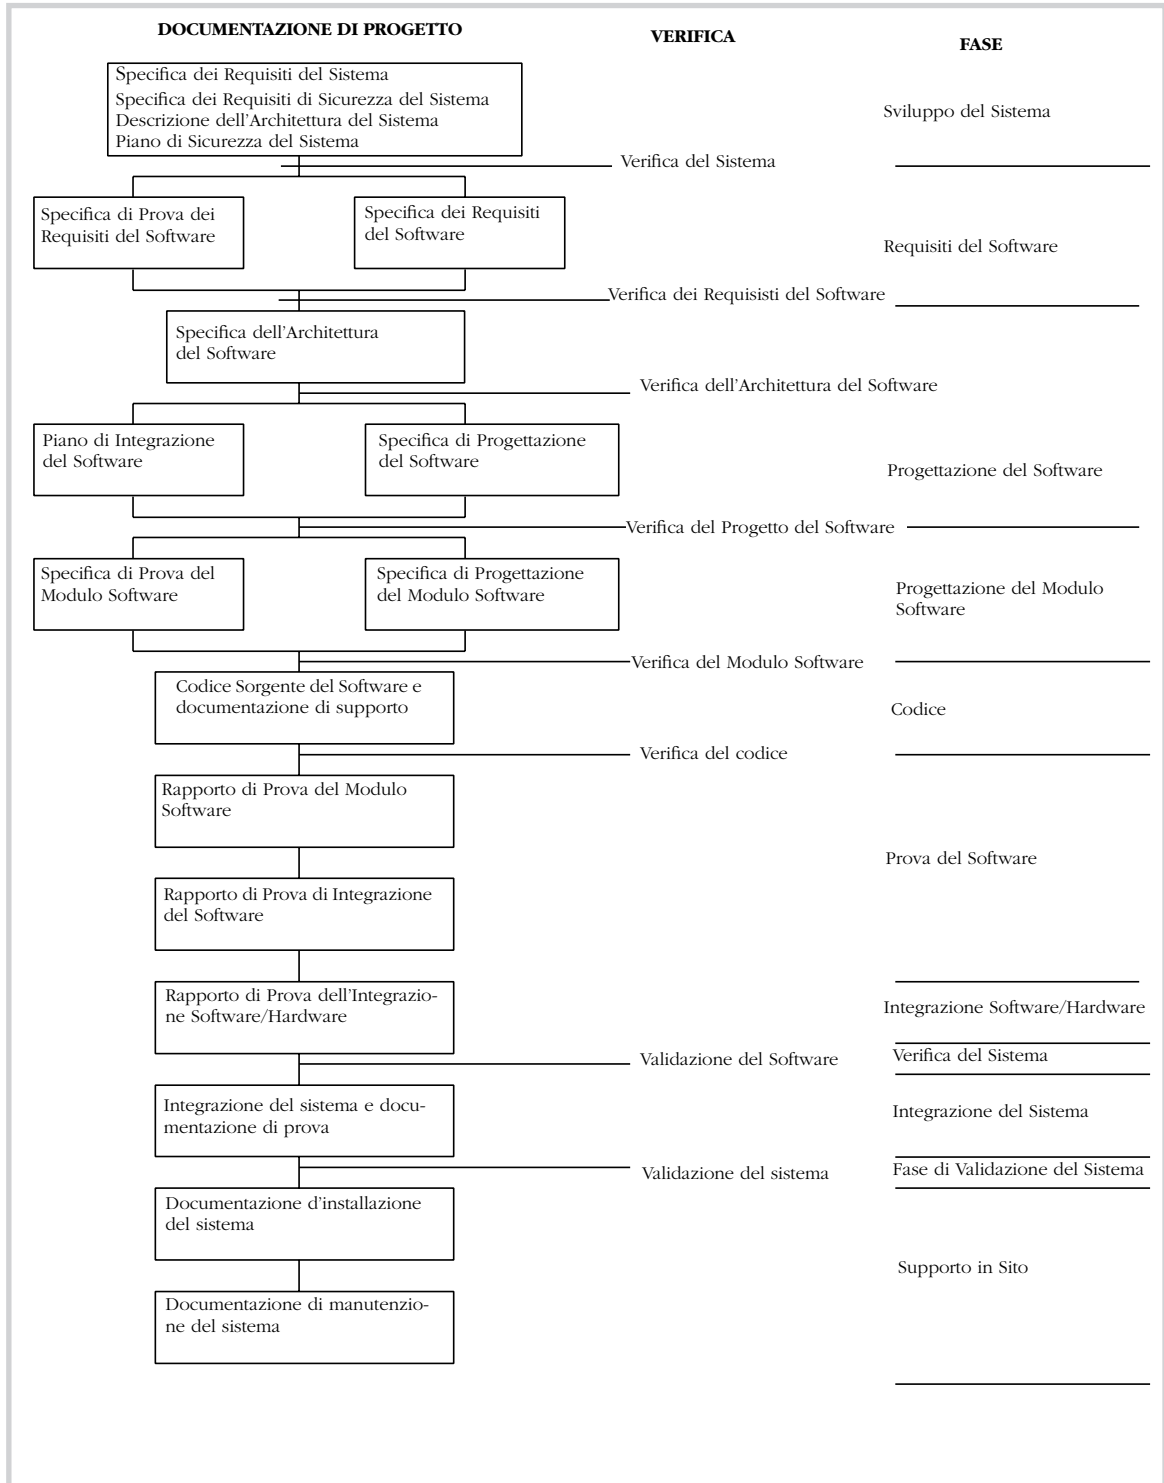 DOCUMENTAZIONE DI PROGETTO
VERIFICA
FASE
Specifica dei Requisiti del Sistema
Specifica dei Requisiti di Sicurezza del Sistema
Descrizione dell'Architettura del Sistema
Piano di Sicurezza del Sistema
Sviluppo del Sistema
Verifica del Sistema
Specifica di Prova dei
Requisiti del Software
Specifica dei Requisiti
del Software
Requisiti del Software
Verifica dei Requisisti del Software
Specifica dell'Architettura
del Software
Verifica dell'Architettura del Software
Piano di Integrazione
del Software
Specifica di Progettazione
del Software
Progettazione del Software
Verifica del Progetto del Software
Specifica di Prova del
Modulo Software
Specifica di Progettazione
del Modulo Software
Progettazione del Modulo
Software
Verifica del Modulo Software
Codice Sorgente del Software e
documentazione di supporto
Codice
Verifica del codice
Rapporto di Prova del Modulo
Software
Prova del Software
Rapporto di Prova di Integrazione
del Software
Rapporto di Prova dell'Integrazio-
ne Software/Hardware
Integrazione Software/Hardware
Validazione del Software
Verifica del Sistema
Integrazione del sistema e docu-
mentazione di prova
Integrazione del Sistema
Validazione del sistema
Fase di Validazione del Sistema
Documentazione d'installazione
del sistema
Supporto in Sito
Documentazione di manutenzio-
ne del sistema